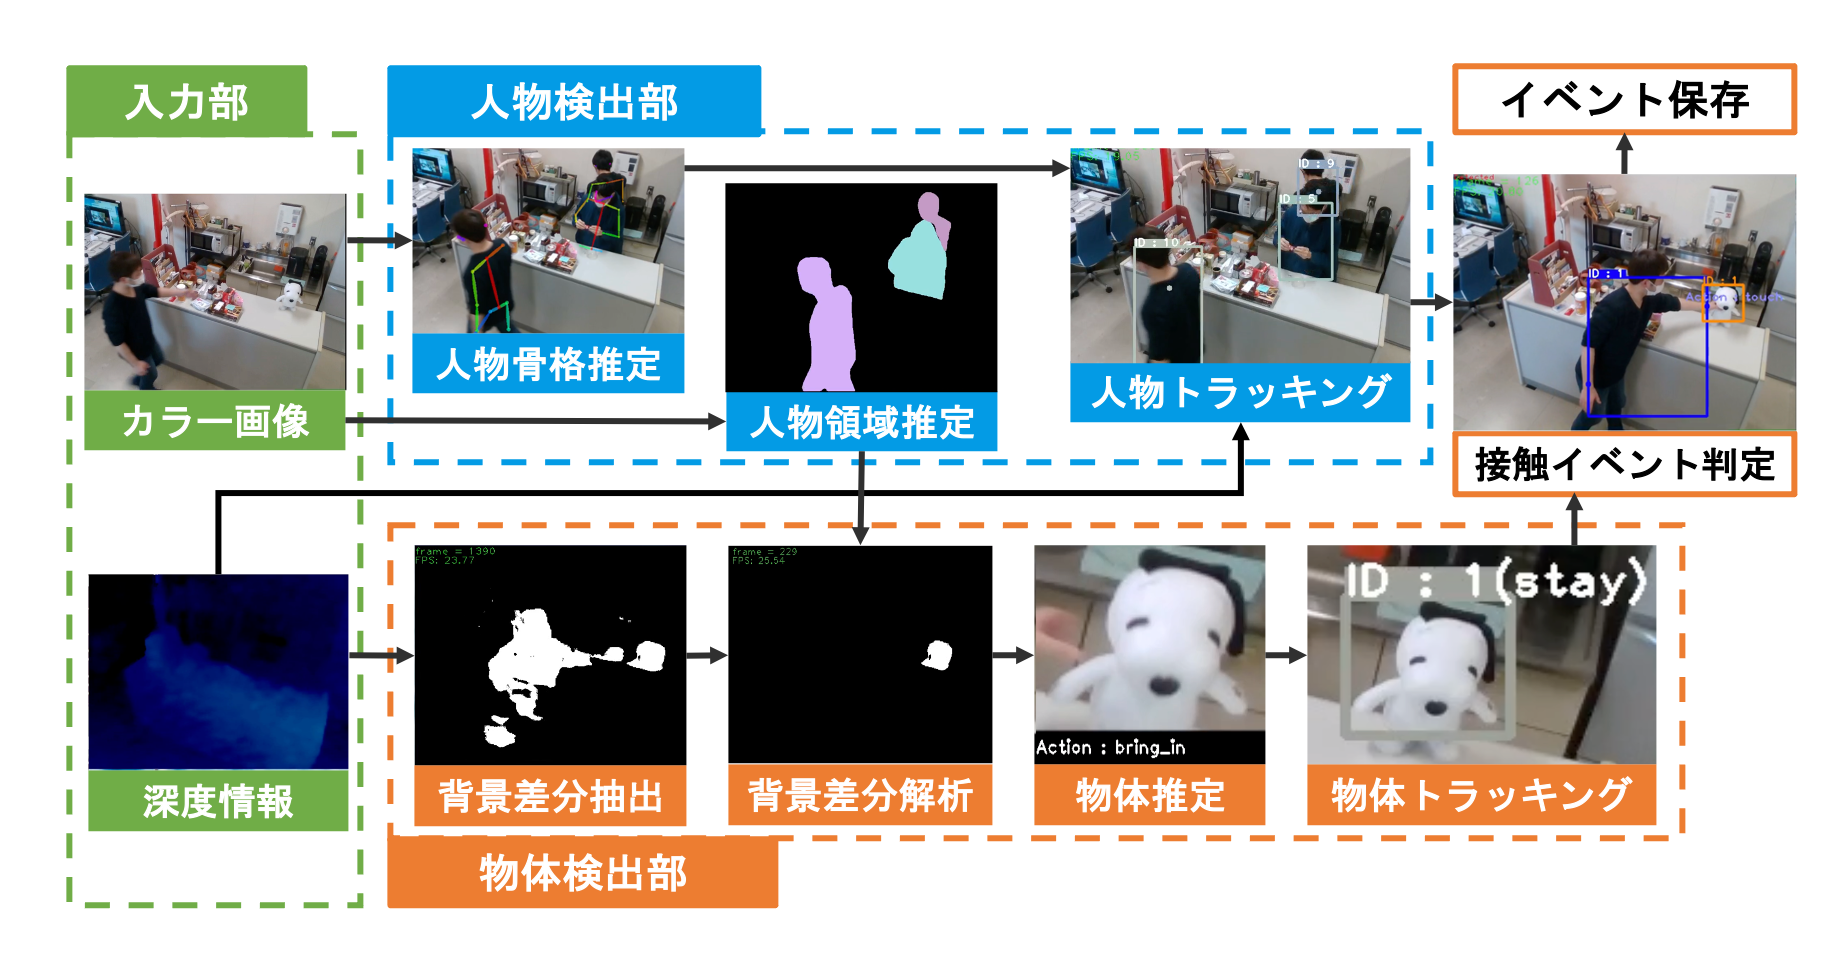 入力部
カラー画像
深度情報
人物検出部
人物骨格推定
人物領域推定
ID : 9
ID : 5
ID : 10
人物トラッキング
イベント保存
ID : 1
Action : touch
接触イベント判定
frame = 1390
FPS: 23.77
背景差分抽出
frame = 229
FPS: 25.54
背景差分解析
Action : bring_in
物体推定
ID : 1(stay)
物体トラッキング
物体検出部